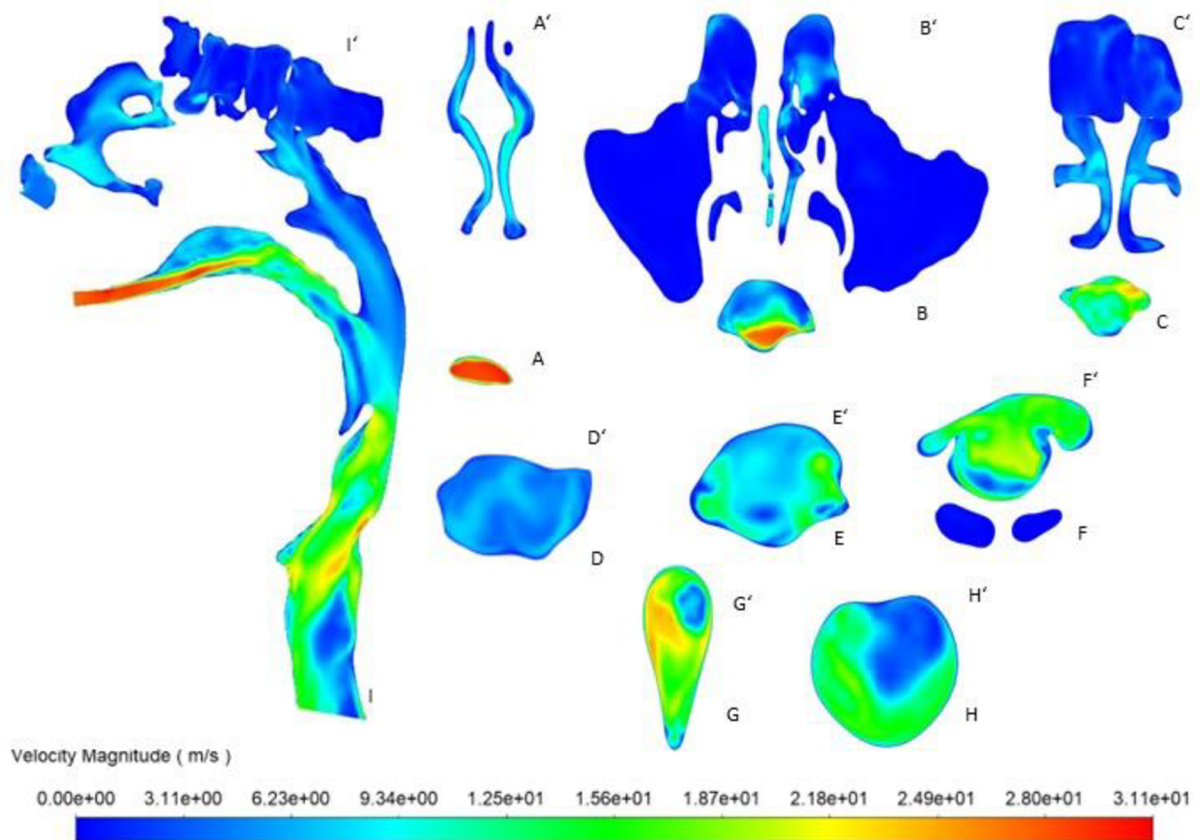 I‘
A‘
B‘
C‘
B
C
A
F‘
D‘
E‘
F
E
D
G‘
H‘
I
G
H
Velocity Magnitude ( m/s )
0.00e+00 3.11e+00 6.23e+00 9.34e+00 1.25e+01 1.56e+01 1.87e+01 2.18e+01 2.49e+01 2.80e+01 3.11e+01